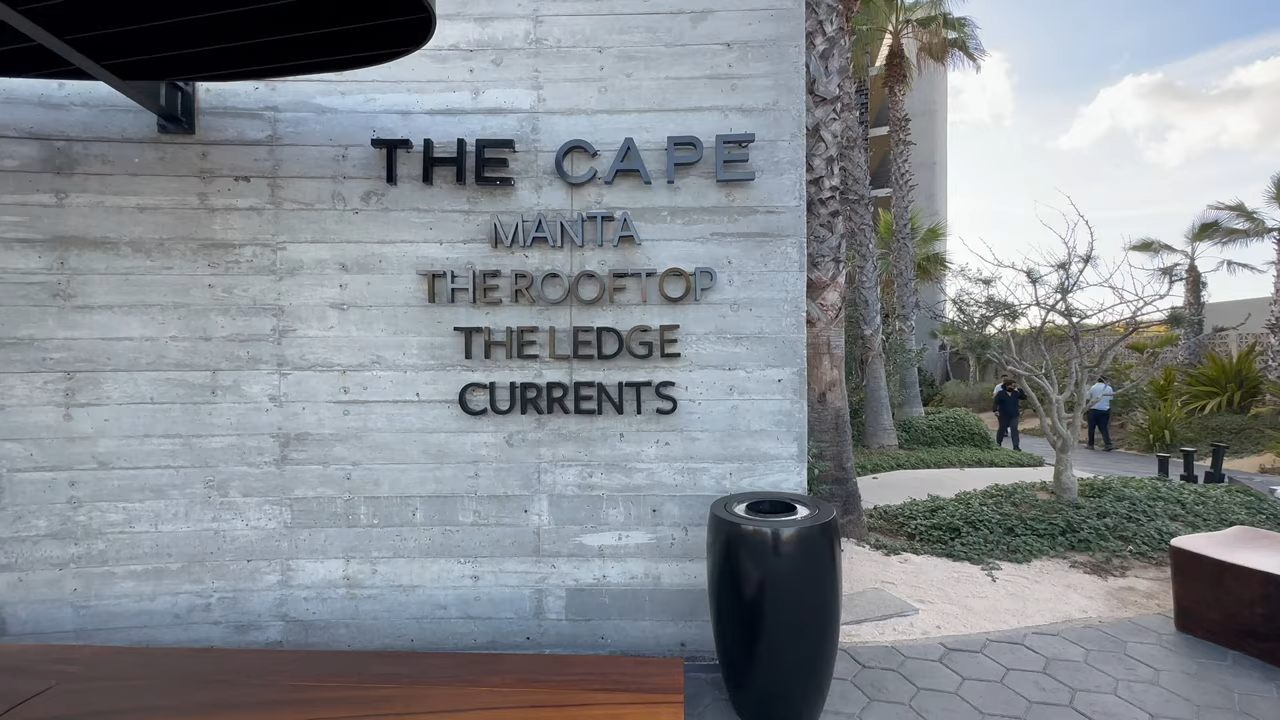 THE CAPE
MANTA
THE ROOFTOP
THE LEDGE
CURRENTS